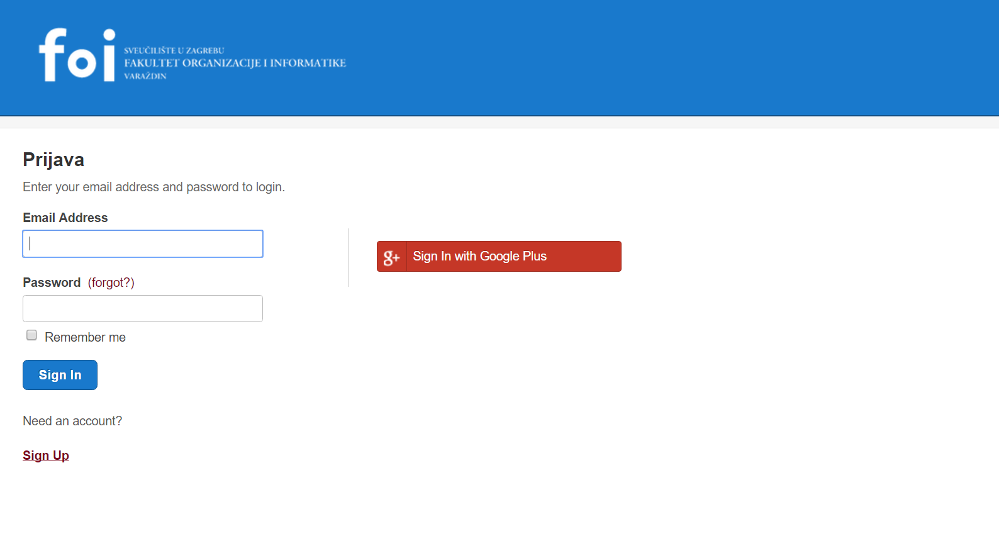 foi
SVEUČILIŠTE U ZAGREBU
FAKULTET ORGANIZACIJE I INFORMATIKE
VARAŽDIN
Prijava
Enter your email address and password to login.
Email Address
g+ Sign In with Google Plus
Password (forgot?)
Remember me
Sign In
Need an account?
Sign Up